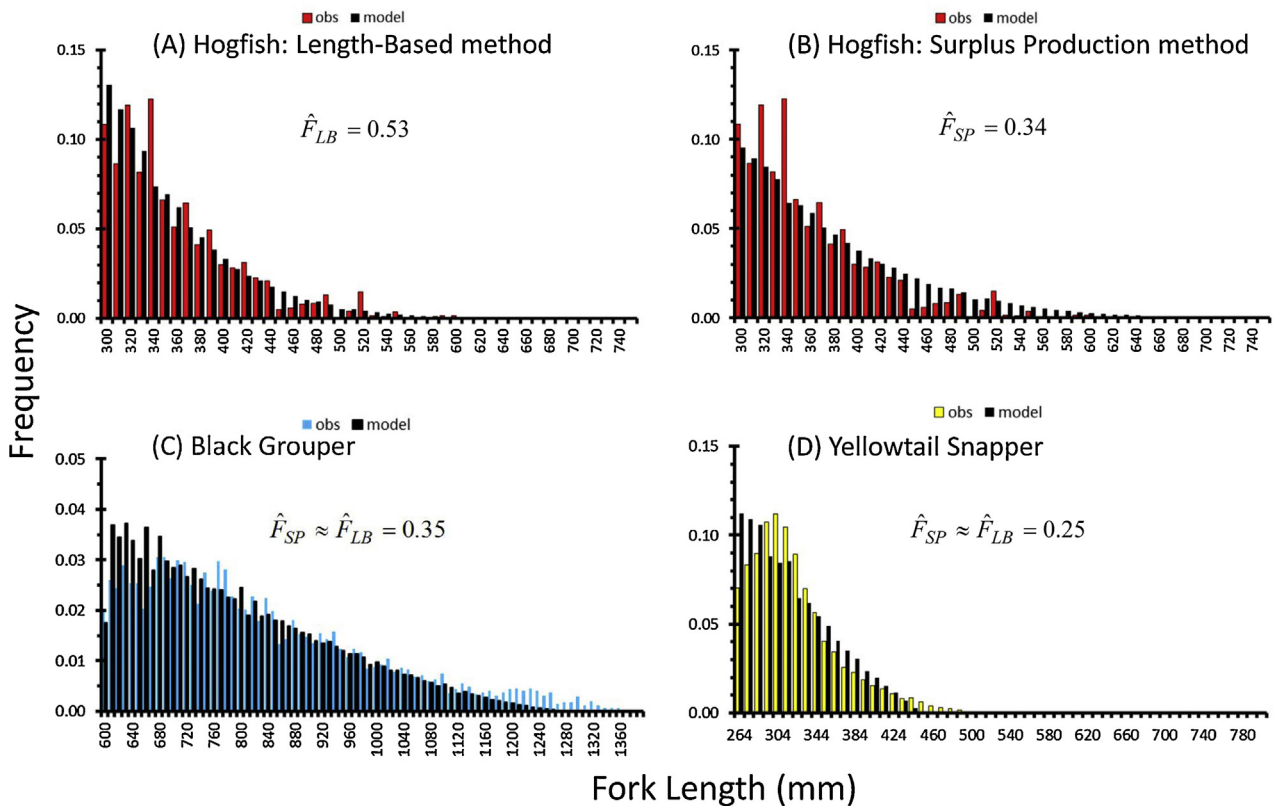 obs model
(A) Hogfish: Length-Based method
0.15
0.10
0.05
0.00
F̂LB = 0.53
300 320 340 360 380 400 420 440 460 480 500 520 540 560 580 600 620 640 660 680 700 720 740
obs model
(B) Hogfish: Surplus Production method
0.15
0.10
0.05
0.00
F̂SP = 0.34
300 320 340 360 380 400 420 440 460 480 500 520 540 560 580 600 620 640 660 680 700 720 740
Frequency
obs model
(C) Black Grouper
0.05
0.04
0.03
0.02
0.01
0.00
F̂SP ≈ F̂LB = 0.35
600 640 680 720 760 800 840 880 920 960 1000 1040 1080 1120 1160 1200 1240 1280 1320 1360
obs model
(D) Yellowtail Snapper
0.15
0.10
0.05
0.00
F̂SP ≈ F̂LB = 0.25
264 304 344 384 424 460 500 540 580 620 660 700 740 780
Fork Length (mm)